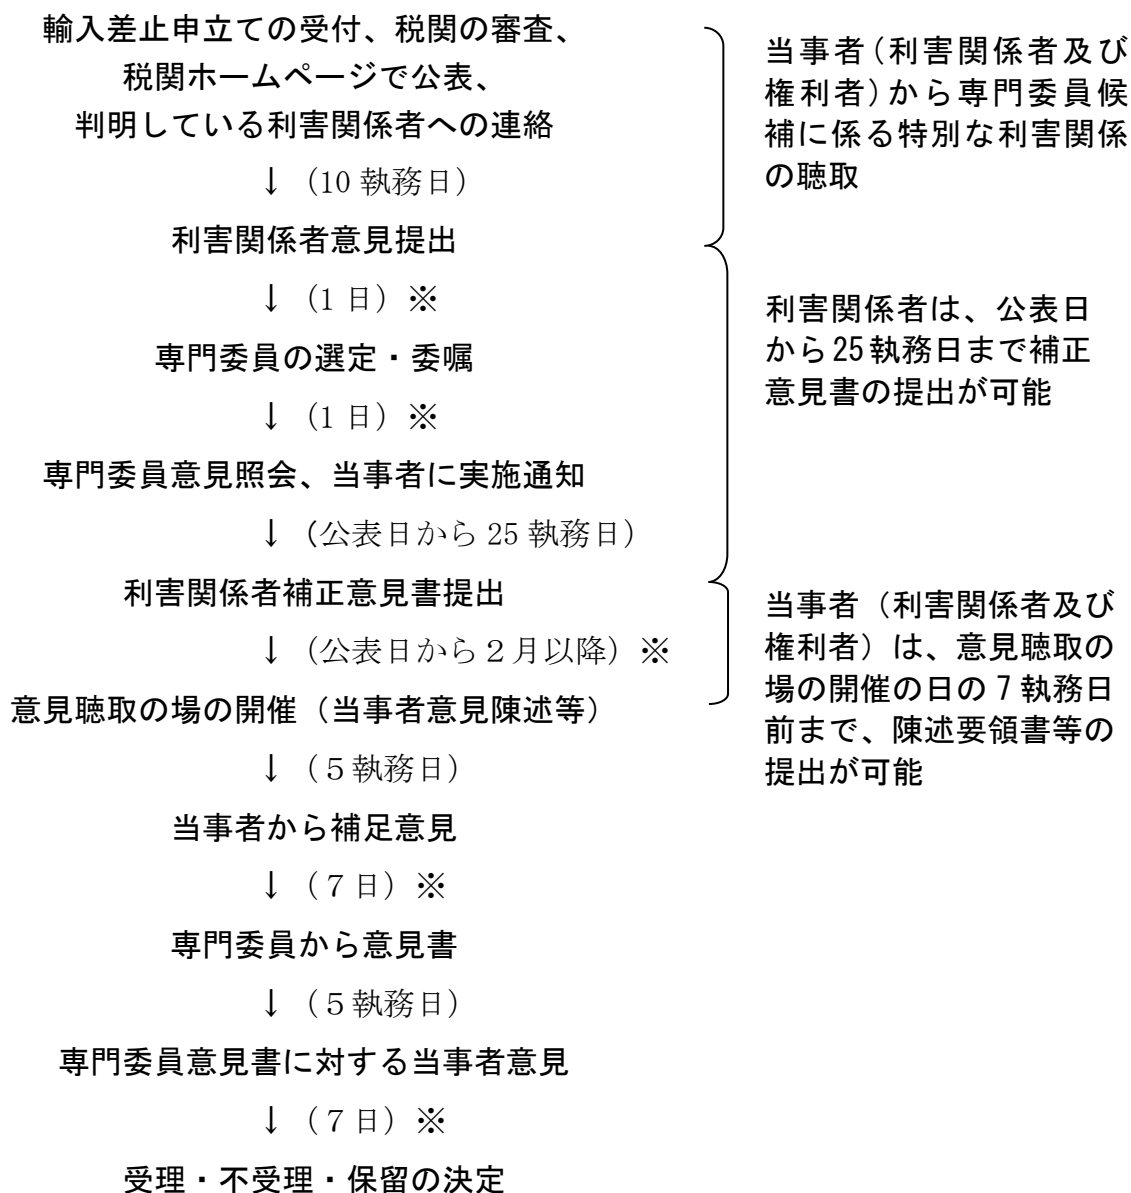 輸入差止申立ての受付、税関の審査、
税関ホームページで公表、
判明している利害関係者への連絡
↓（10 執務日）
利害関係者意見提出
↓（1 日）※
専門委員の選定・委嘱
↓（1 日）※
専門委員意見照会、当事者に実施通知
↓（公表日から 25 執務日）
利害関係者補正意見書提出
↓（公表日から２月以降）※
意見聴取の場の開催（当事者意見陳述等）
↓（５執務日）
当事者から補足意見
↓（７日）※
専門委員から意見書
↓（５執務日）
専門委員意見書に対する当事者意見
↓（７日）※
受理・不受理・保留の決定
当事者（利害関係者及び
権利者）から専門委員候
補に係る特別な利害関係
の聴取
利害関係者は、公表日
から 25 執務日まで補正
意見書の提出が可能
当事者（利害関係者及び
権利者）は、意見聴取の
場の開催の日の 7 執務日
前まで、陳述要領書等の
提出が可能